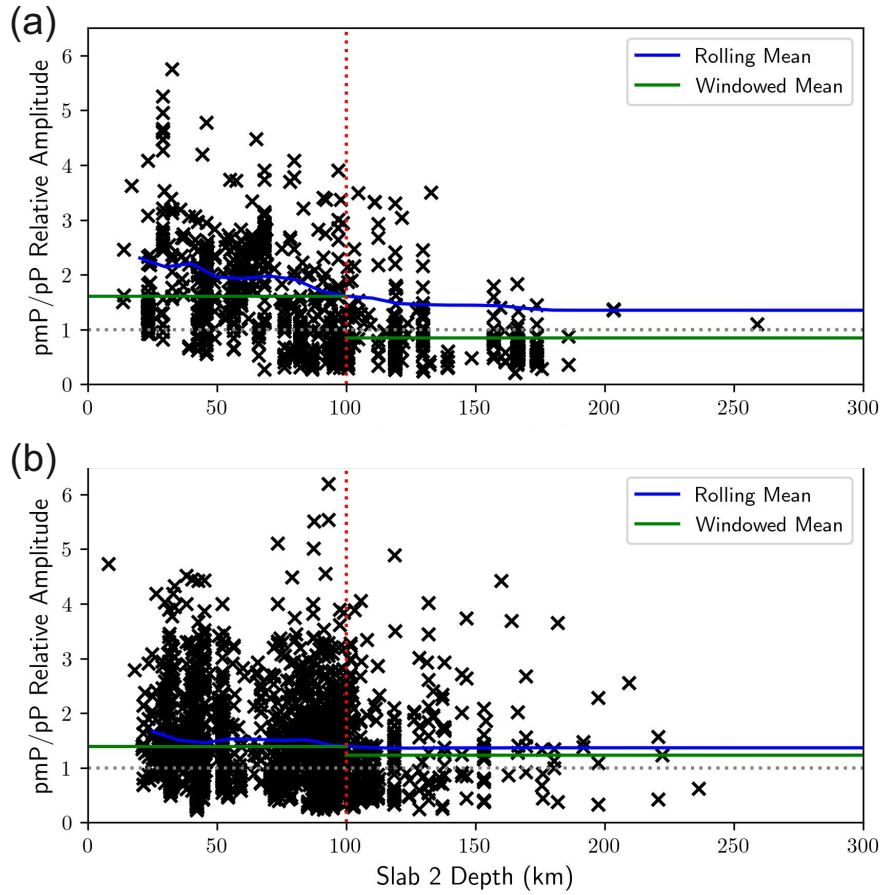 (a)
pmP/pP Relative Amplitude
6
5
4
3
2
1
0
Rolling Mean
Windowed Mean
0 50 100 150 200 250 300
(b)
pmP/pP Relative Amplitude
6
5
4
3
2
1
0
Rolling Mean
Windowed Mean
0 50 100 150 200 250 300
Slab 2 Depth (km)